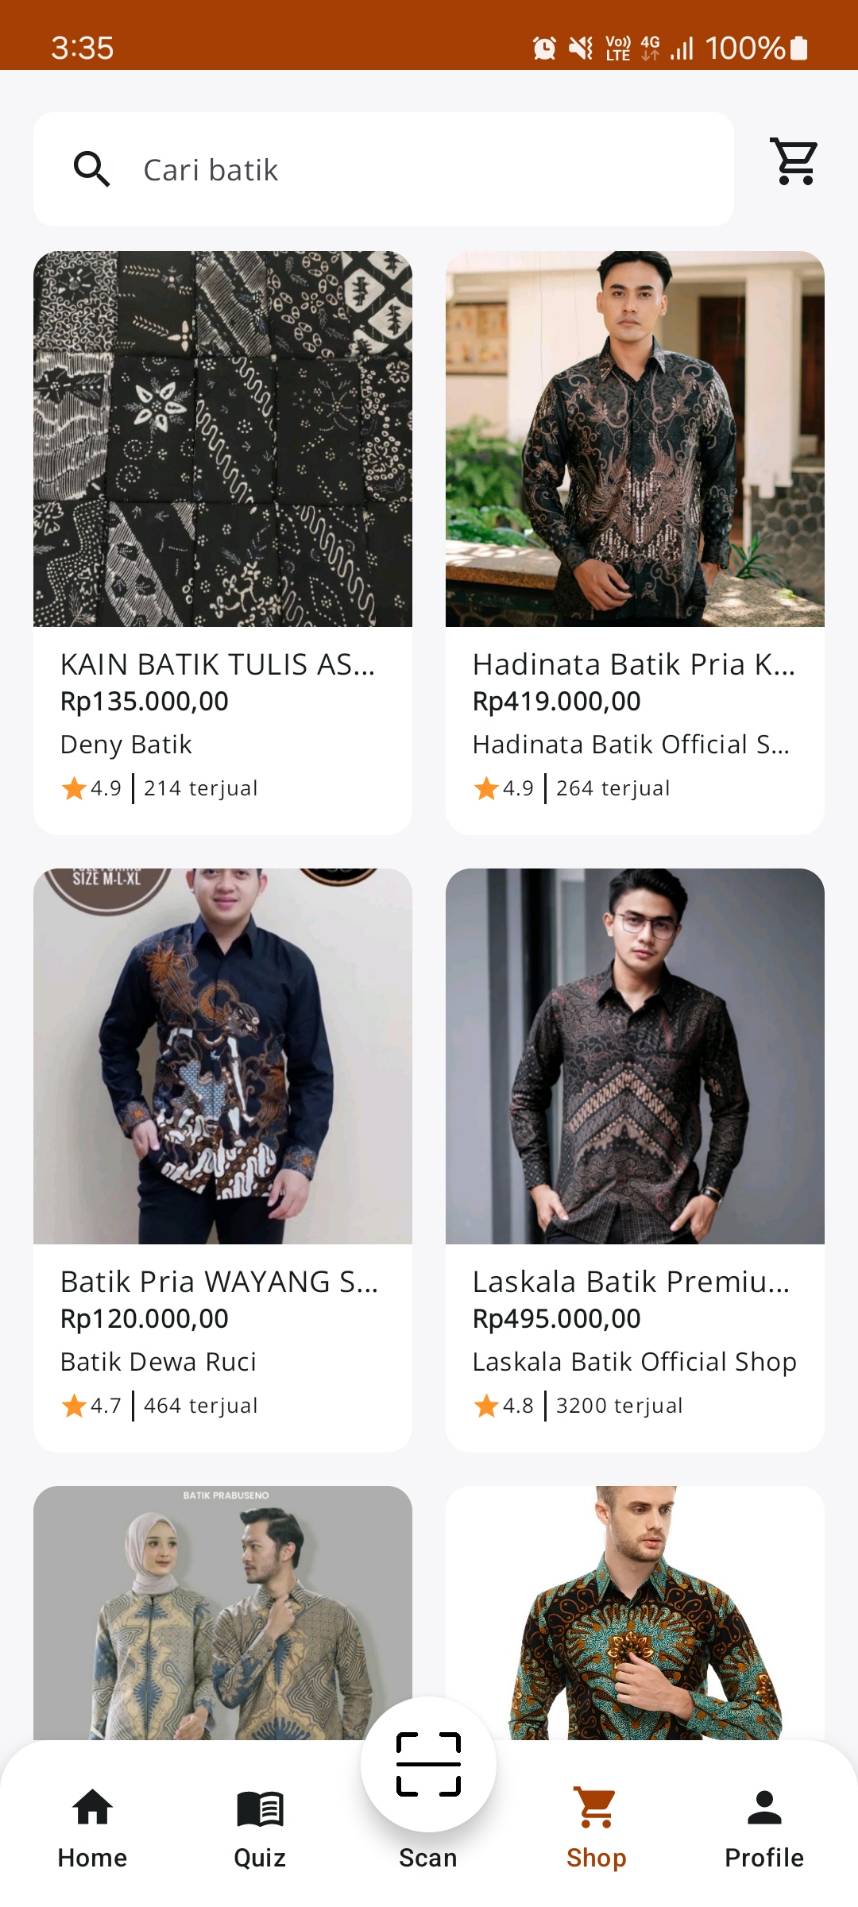 3:35
Vo)) LTE 4G 100%
Cari batik
KAIN BATIK TULIS AS...
Rp135.000,00
Deny Batik
4.9 | 214 terjual
Hadinata Batik Pria K...
Rp419.000,00
Hadinata Batik Official S...
4.9 | 264 terjual
SIZE M-L-XL
Batik Pria WAYANG S...
Rp120.000,00
Batik Dewa Ruci
4.7 | 464 terjual
Laskala Batik Premiu...
Rp495.000,00
Laskala Batik Official Shop
4.8 | 3200 terjual
BATIK PRABUSENO
Home
Quiz
Scan
Shop
Profile